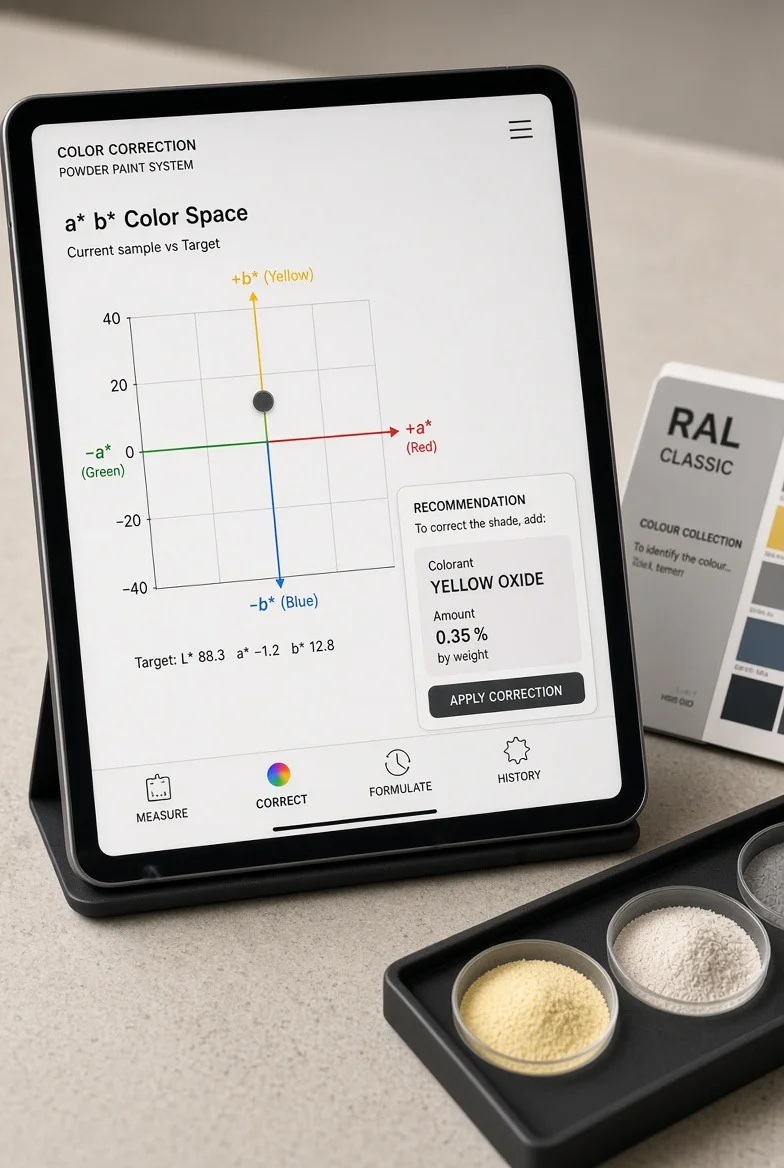 COLOR CORRECTION
POWDER PAINT SYSTEM
a* b* Color Space
Current sample vs Target
+b* (Yellow)
40
20
0
−20
−40
−a*
(Green)
+a*
(Red)
−b* (Blue)
Target: L* 88.3 a* −1.2 b* 12.8
RECOMMENDATION
To correct the shade, add:
Colorant
YELLOW OXIDE
Amount
0.35 %
by weight
APPLY CORRECTION
MEASURE
CORRECT
FORMULATE
HISTORY
RAL
CLASSIC
COLOUR COLLECTION
To identify the colour...